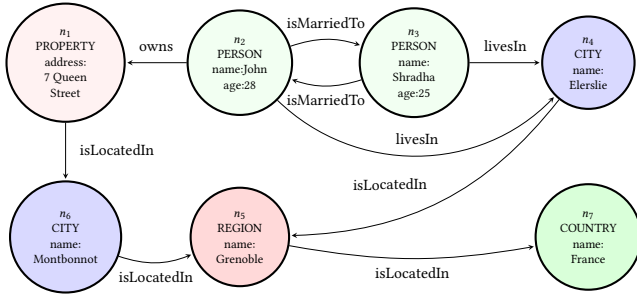 n1
PROPERTY
address:
7 Queen
Street
owns
n2
PERSON
name:John
age:28
isMarriedTo
isMarriedTo
n3
PERSON
name:
Shradha
age:25
livesIn
n4
CITY
name:
Elerslie
livesIn
isLocatedIn
isLocatedIn
n6
CITY
name:
Montbonnot
isLocatedIn
n5
REGION
name:
Grenoble
isLocatedIn
n7
COUNTRY
name:
France